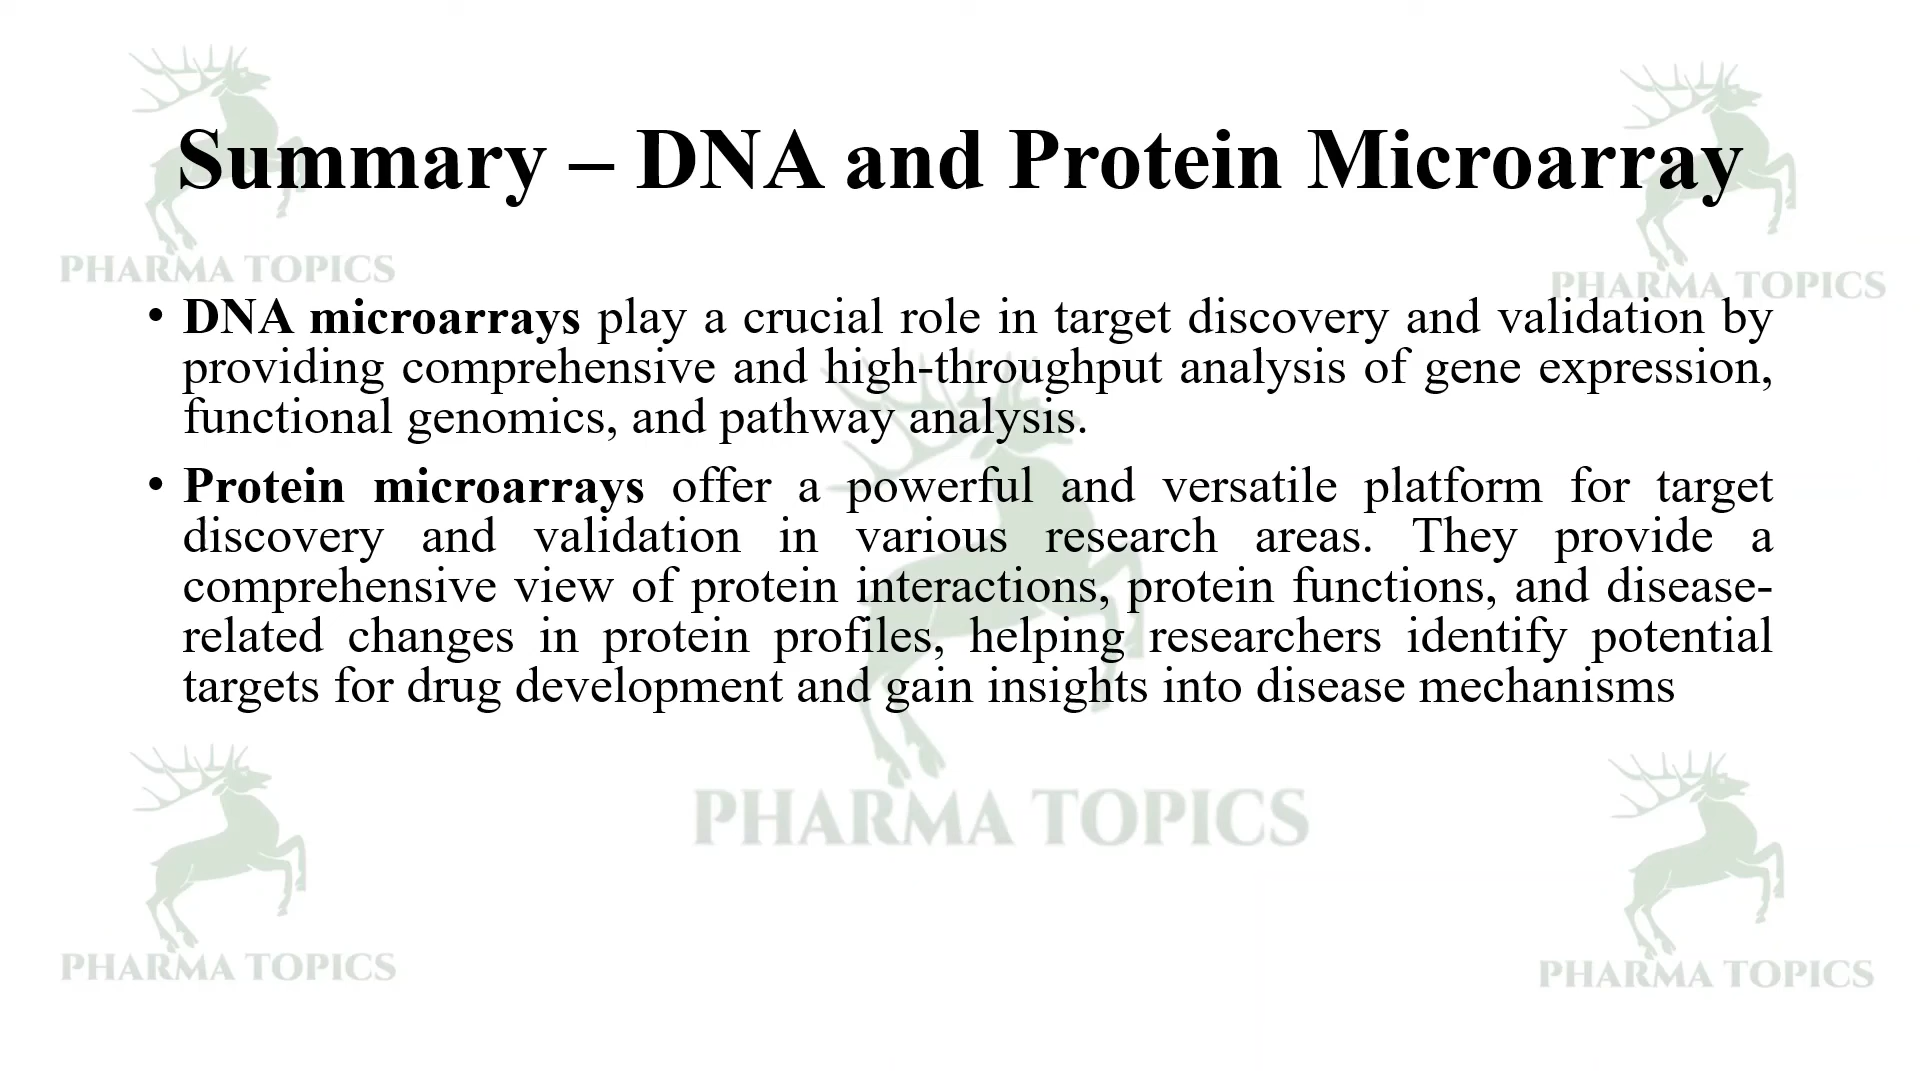 Summary – DNA and Protein Microarray
PHARMA TOPICS
PHARMA TOPICS
• DNA microarrays play a crucial role in target discovery and validation by
providing comprehensive and high-throughput analysis of gene expression,
functional genomics, and pathway analysis.
• Protein microarrays offer a powerful and versatile platform for target
discovery and validation in various research areas. They provide a
comprehensive view of protein interactions, protein functions, and disease-
related changes in protein profiles, helping researchers identify potential
targets for drug development and gain insights into disease mechanisms
PHARMA TOPICS
PHARMA TOPICS
PHARMA TOPICS